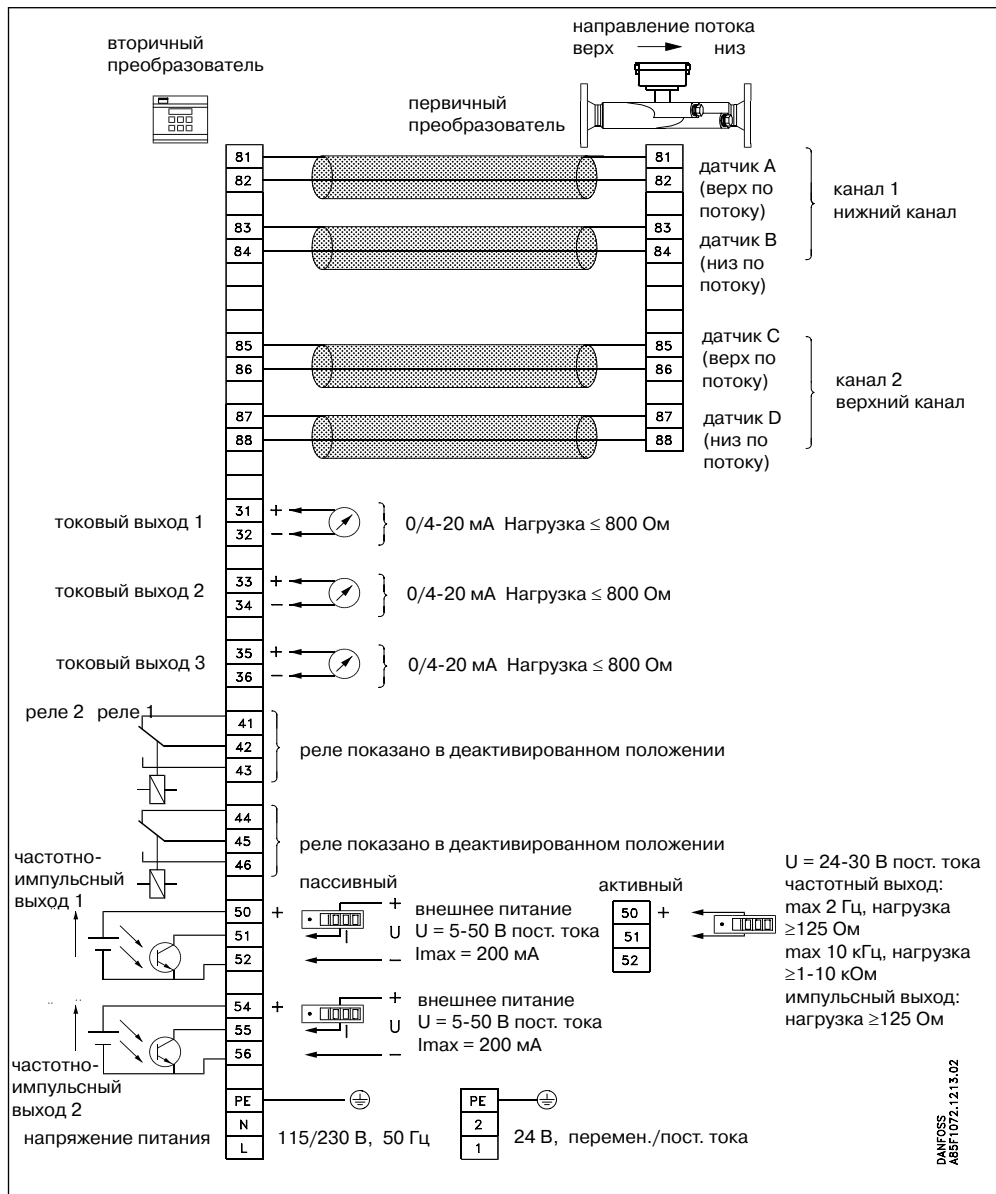 вторичный
преобразователь
направление потока
верх низ
первичный
преобразователь
81 81
82 82
83 83
84 84
85 85
86 86
87 87
88 88
датчик A
(верх по
потоку)
датчик B
(низ по
потоку)
канал 1
нижний канал
датчик C
(верх по
потоку)
датчик D
(низ по
потоку)
канал 2
верхний канал
токовый выход 1
31 +
32 −
0/4-20 мА Нагрузка ≤ 800 Ом
токовый выход 2
33 +
34 −
0/4-20 мА Нагрузка ≤ 800 Ом
токовый выход 3
35 +
36 −
0/4-20 мА Нагрузка ≤ 800 Ом
реле 2 реле 1
41
42
43
реле показано в деактивированном положении
44
45
46
реле показано в деактивированном положении
частотно-
импульсный
выход 1
50 +
51
52
пассивный
+
U
−
внешнее питание
U = 5-50 В пост. тока
Imax = 200 мА
активный
50 +
51
52
U = 24-30 В пост. тока
частотный выход:
max 2 Гц, нагрузка
≥125 Ом
max 10 кГц, нагрузка
≥1-10 кОм
импульсный выход:
нагрузка ≥125 Ом
54 +
55
56
+
U
−
внешнее питание
U = 5-50 В пост. тока
Imax = 200 мА
частотно-
импульсный
выход 2
напряжение питания
PE
N
L
115/230 В, 50 Гц
PE
2
1
24 В, перемен./пост. тока
DANFOSS
A85F1072.1213.02